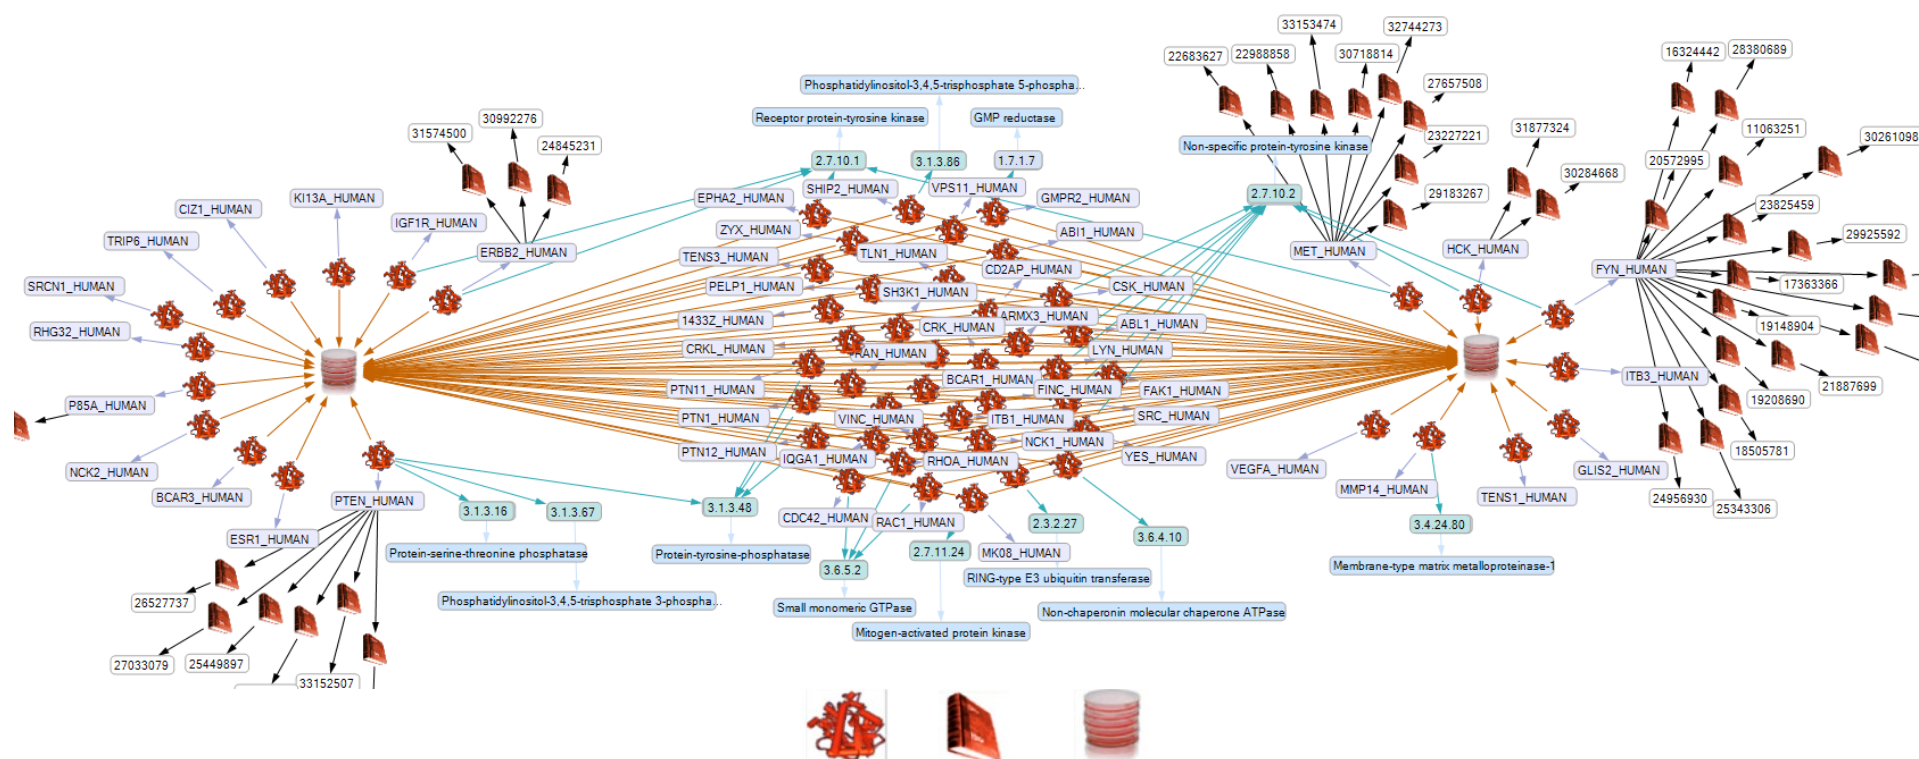 33153474
32744273
22683627
22988858
30718814
16324442
28380689
Phosphatidylinositol-3,4,5-trisphosphate 5-phospha...
27657508
Receptor protein-tyrosine kinase
GMP reductase
31574500
30992276
24845231
23227221
31877324
11063251
30261098
Non-specific protein-tyrosine kinase
2.7.10.1
3.1.3.86
1.7.1.7
20572995
30284668
KI13A_HUMAN
EPHA2_HUMAN
SHIP2_HUMAN
VPS11_HUMAN
GMPR2_HUMAN
2.7.10.2
29183267
CIZ1_HUMAN
IGF1R_HUMAN
23825459
TRIP6_HUMAN
ERBB2_HUMAN
ZYX_HUMAN
ABI1_HUMAN
MET_HUMAN
HCK_HUMAN
29925592
TENS3_HUMAN
TLN1_HUMAN
CD2AP_HUMAN
FYN_HUMAN
SRCN1_HUMAN
PELP1_HUMAN
SH3K1_HUMAN
CSK_HUMAN
17363366
RHG32_HUMAN
1433Z_HUMAN
CRK_HUMAN
ARMX3_HUMAN
ABL1_HUMAN
19148904
CRKL_HUMAN
RAN_HUMAN
LYN_HUMAN
PTN11_HUMAN
BCAR1_HUMAN
FINC_HUMAN
FAK1_HUMAN
ITB3_HUMAN
21887699
P85A_HUMAN
PTN1_HUMAN
VINC_HUMAN
ITB1_HUMAN
SRC_HUMAN
19208690
PTN12_HUMAN
IQGA1_HUMAN
RHOA_HUMAN
NCK1_HUMAN
YES_HUMAN
18505781
NCK2_HUMAN
VEGFA_HUMAN
GLIS2_HUMAN
BCAR3_HUMAN
PTEN_HUMAN
MMP14_HUMAN
TENS1_HUMAN
24956930
25343306
3.1.3.16
3.1.3.67
3.1.3.48
CDC42_HUMAN
RAC1_HUMAN
2.3.2.27
3.6.4.10
3.4.24.80
ESR1_HUMAN
Protein-serine-threonine phosphatase
Protein-tyrosine-phosphatase
3.6.5.2
2.7.11.24
MK08_HUMAN
Membrane-type matrix metalloproteinase-1
RING-type E3 ubiquitin transferase
26527737
Phosphatidylinositol-3,4,5-trisphosphate 3-phospha...
Small monomeric GTPase
Non-chaperonin molecular chaperone ATPase
Mitogen-activated protein kinase
27033079
25449897
33152507